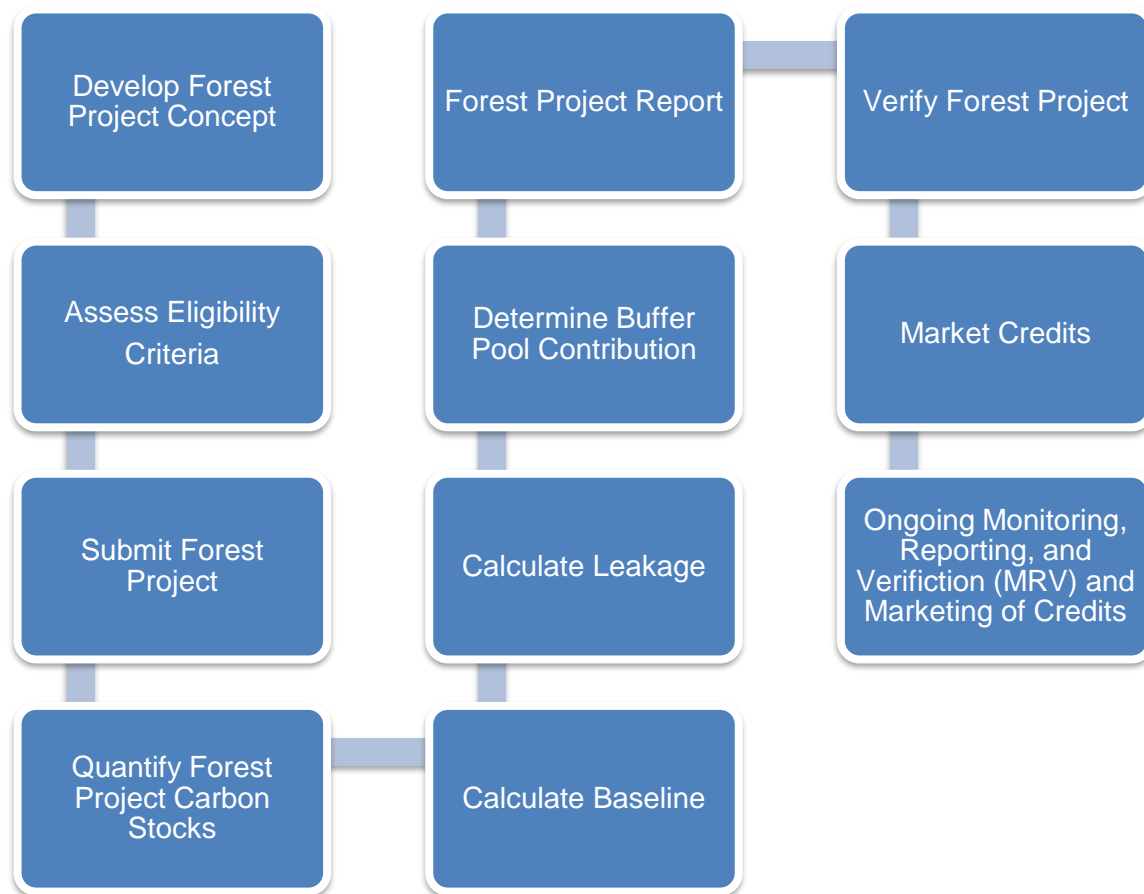 Develop Forest
Project Concept
Assess Eligibility
Criteria
Submit Forest
Project
Quantify Forest
Project Carbon
Stocks
Calculate Baseline
Calculate Leakage
Determine Buffer
Pool Contribution
Forest Project Report
Verify Forest Project
Market Credits
Ongoing Monitoring,
Reporting, and
Verifiction (MRV) and
Marketing of Credits